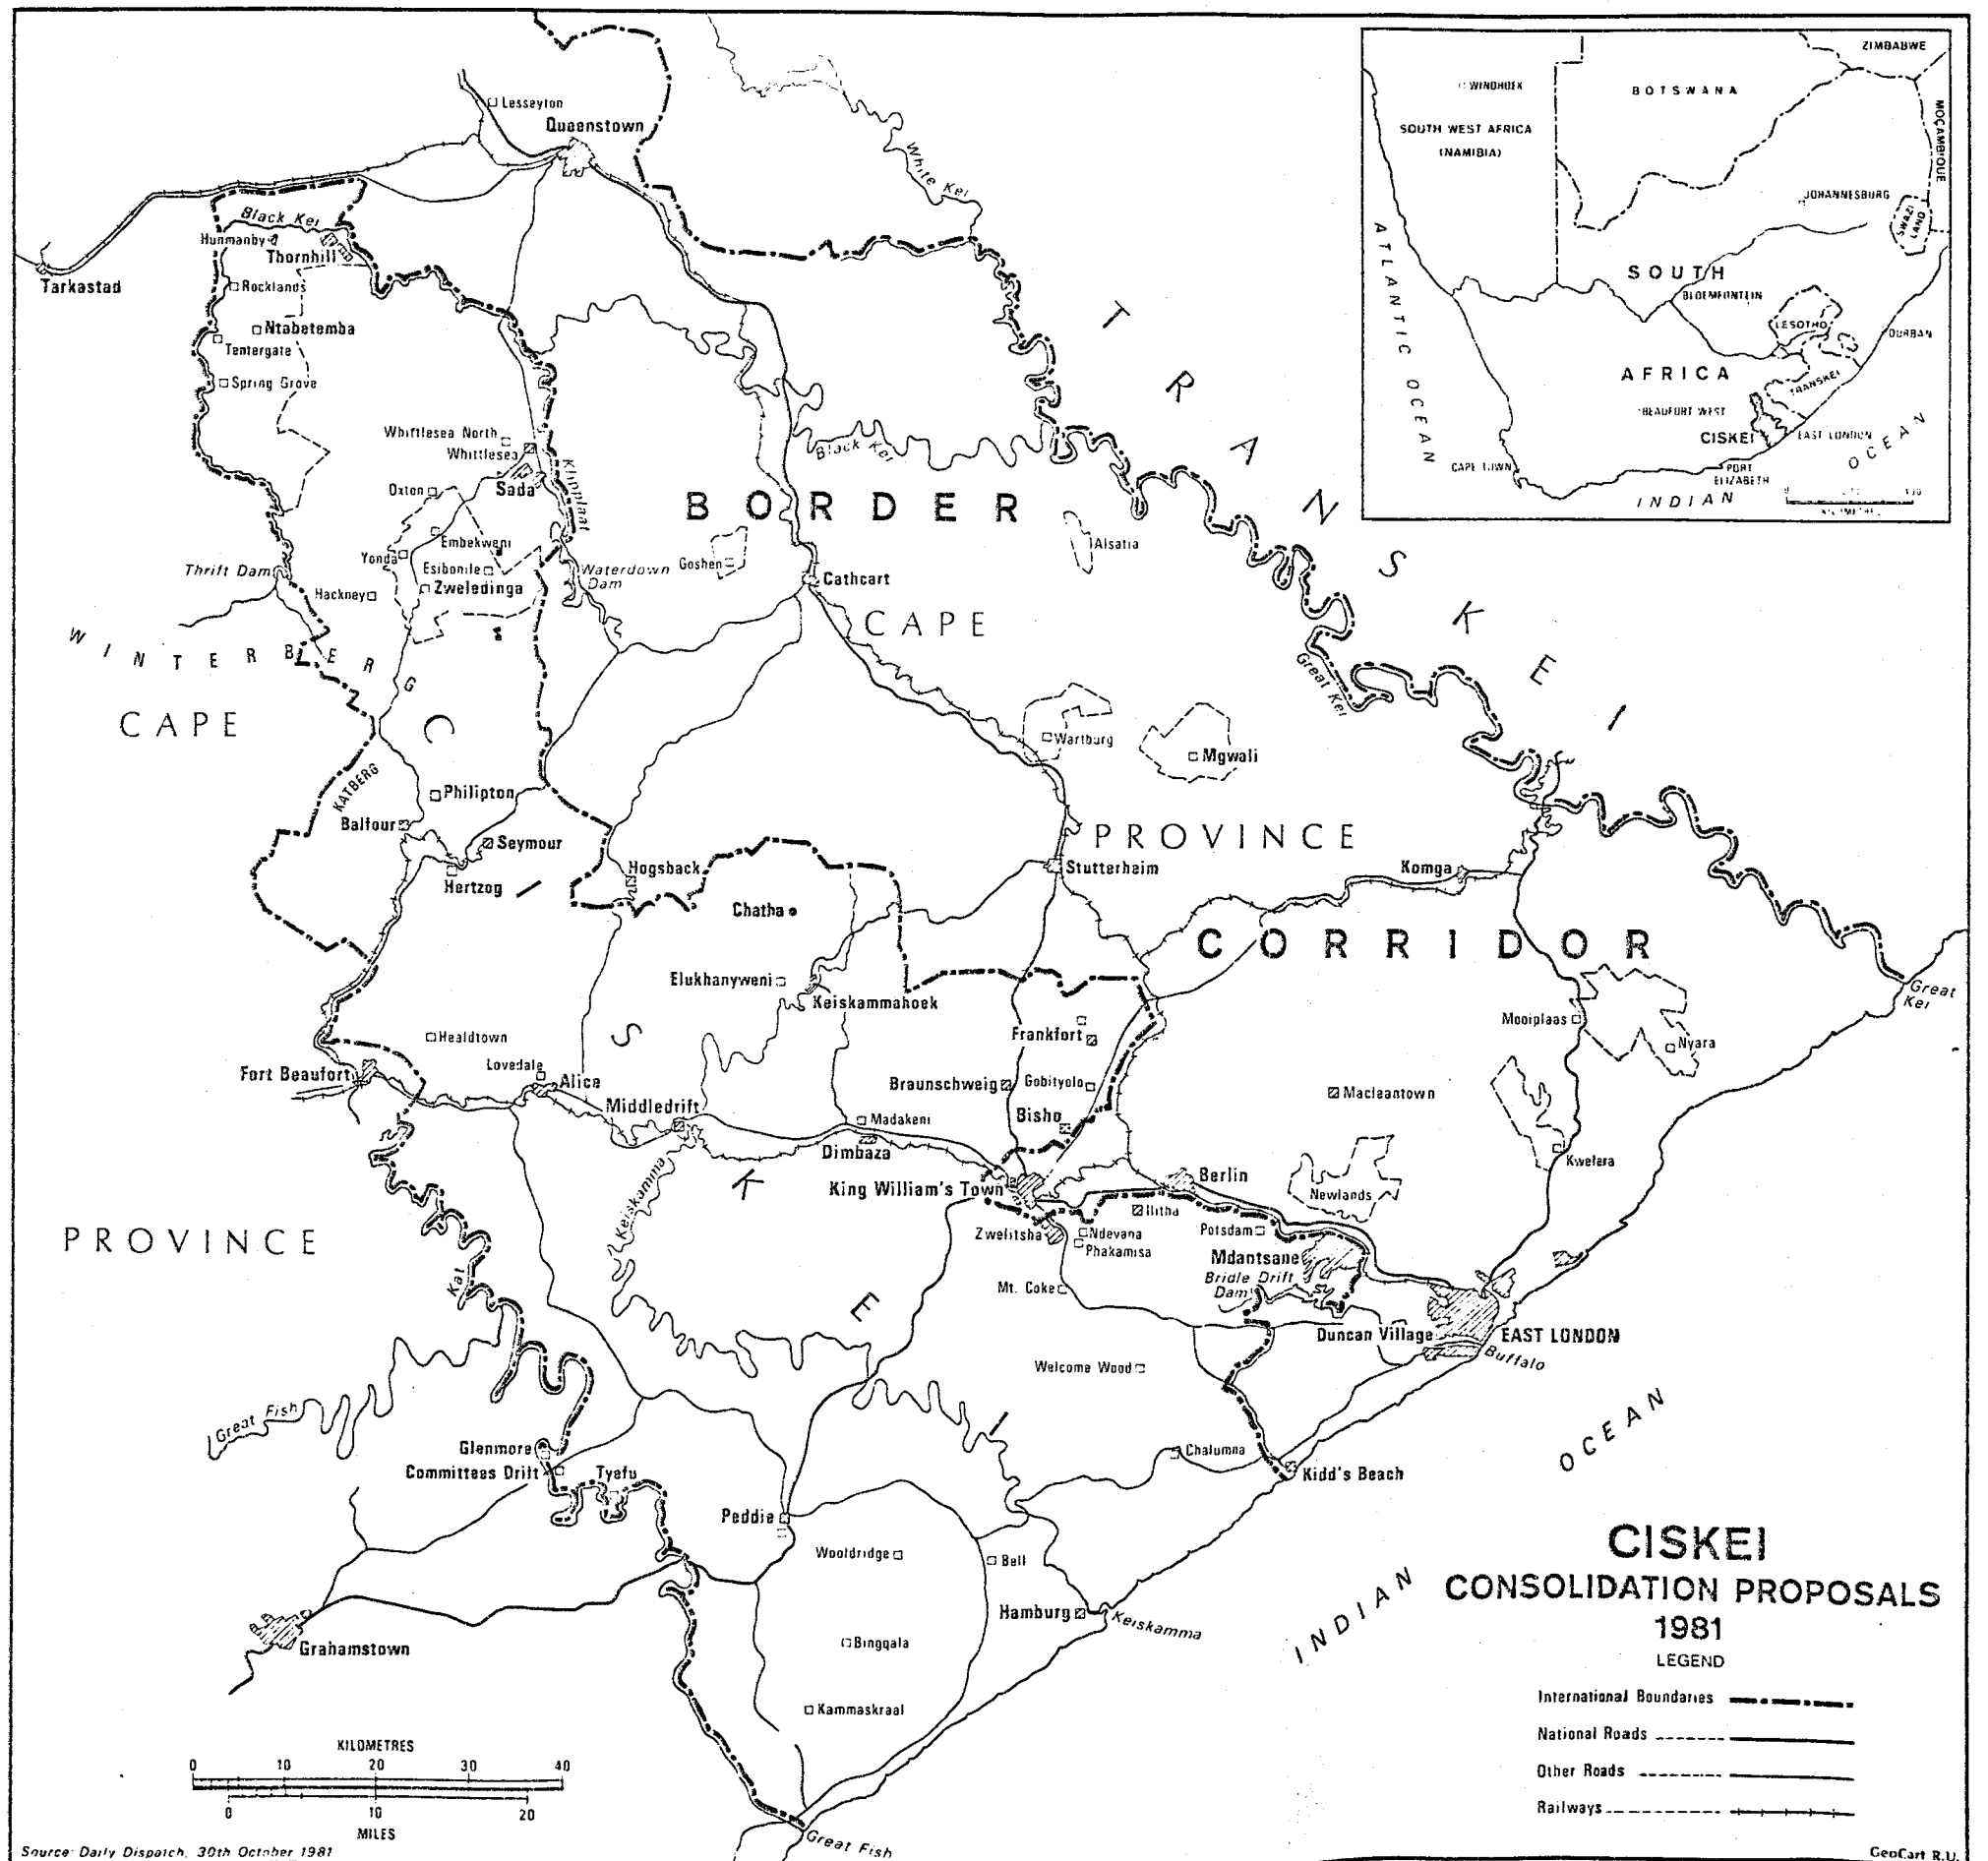 Lesseyton
Queenstown
White Kei
Black Kei
Hunmanby
Thornhill
Tarkastad
Rocklands
Ntabetemba
Tentergate
Spring Grove
Whittlesea North
Whittlesea
Sada
Klipplaat
Oxton
Embekweni
Yonda
Esibonile
Zweledinga
Hackney
Thrift Dam
Waterdown
Dam
Goshen
Black Kei
Alsatia
Cathcart
BORDER
CAPE
PROVINCE
CORRIDOR
TRANSKEI
Great Kei
WINTERBERG
CAPE
PROVINCE
CISKEI
KATBERG
Philipton
Balfour
Seymour
Hertzog
Hogsback
Chatha
Wartburg
Mgwali
Stutterheim
Komga
Elukhanyweni
Keiskammahoek
Frankfort
Mooiplaas
Nyara
Great
Kei
Healdtown
Lovedale
Fort Beaufort
Alice
Middledrift
Braunschweig
Gobityolo
Bisho
Madakeni
Dimbaza
Macleantown
Kwelera
Newlands
King William's Town
Berlin
Ilitha
Zwelitsha
Ndevana
Phakamisa
Potsdam
Mdantsane
Bridle Drift
Dam
Mt. Coke
Keiskamma
Kat
Duncan Village
EAST LONDON
Buffalo
Welcome Wood
Great Fish
Glenmore
Committees Drift
Tyefu
Chalumna
Kidd's Beach
Peddie
Wooldridge
Bell
Hamburg
Keiskamma
Grahamstown
Bingqala
Kammaskraal
Great Fish
INDIAN
OCEAN
ZIMBABWE
WINDHOEK
BOTSWANA
MOCAMBIQUE
SOUTH WEST AFRICA
(NAMIBIA)
JOHANNESBURG
SWAZI
LAND
ATLANTIC OCEAN
SOUTH
BLOEMFONTEIN
LESOTHO
DURBAN
AFRICA
TRANSKEI
BEAUFORT WEST
CISKEI
EAST LONDON
CAPE TOWN
PORT
ELIZABETH
INDIAN
OCEAN
CISKEI
CONSOLIDATION PROPOSALS
1981
LEGEND
International Boundaries
National Roads
Other Roads
Railways
KILOMETRES
0 10 20 30 40
0 10 20
MILES
Source: Daily Dispatch, 30th October 1981
GeoCart R.U.